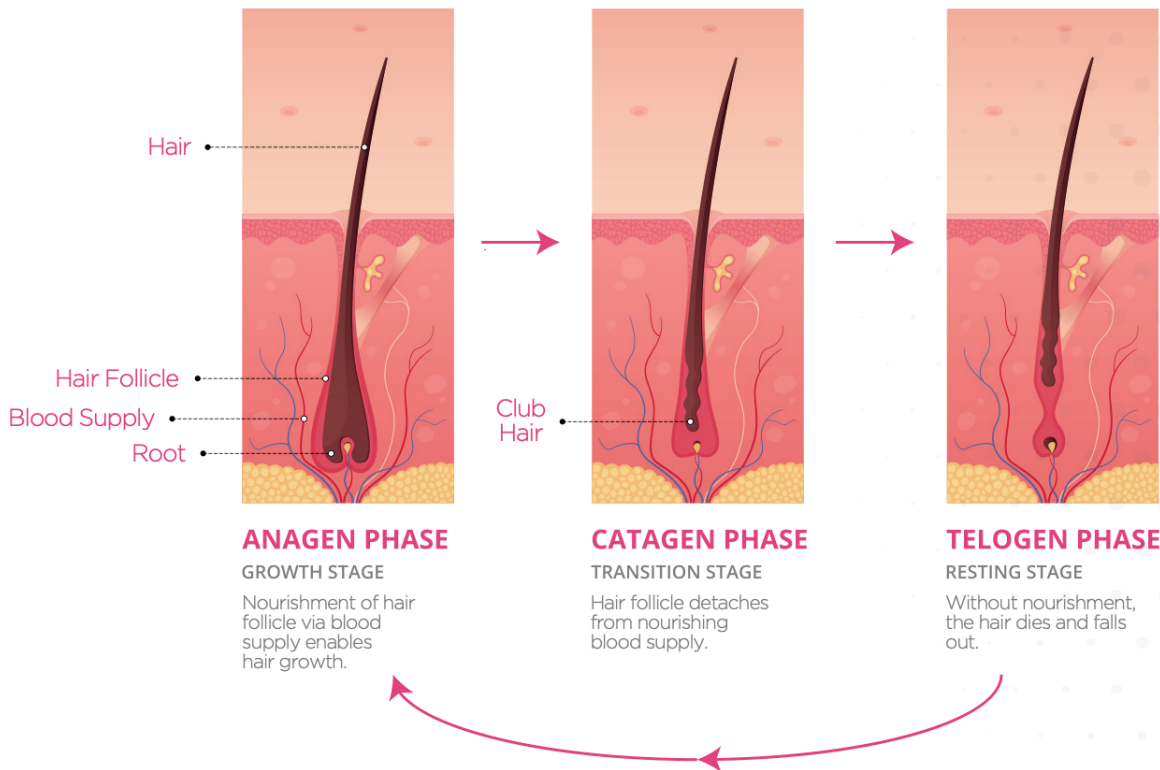 Hair
Hair Follicle
Blood Supply
Root
Club
Hair
ANAGEN PHASE
GROWTH STAGE
Nourishment of hair
follicle via blood
supply enables
hair growth.
CATAGEN PHASE
TRANSITION STAGE
Hair follicle detaches
from nourishing
blood supply.
TELOGEN PHASE
RESTING STAGE
Without nourishment,
the hair dies and falls
out.